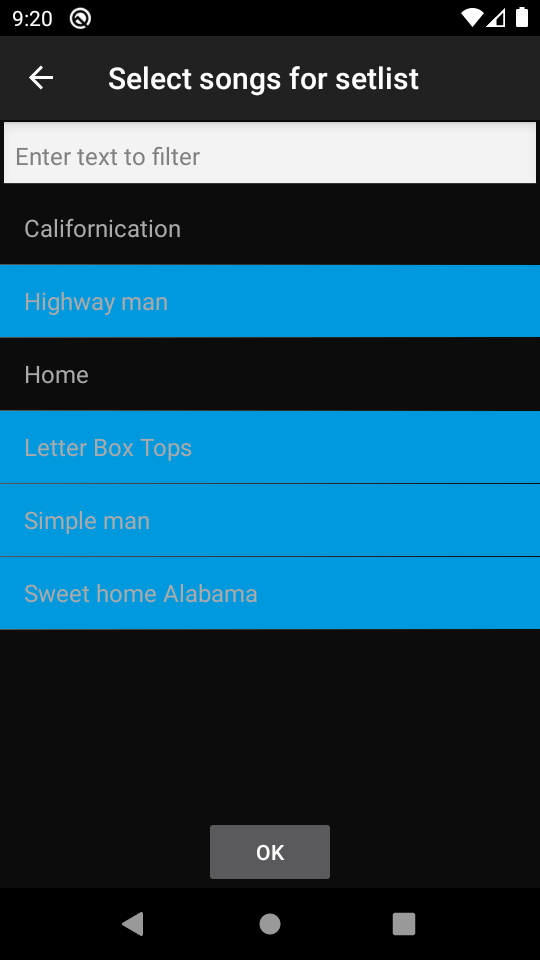 9:20
Select songs for setlist
Enter text to filter
Californication
Highway man
Home
Letter Box Tops
Simple man
Sweet home Alabama
OK